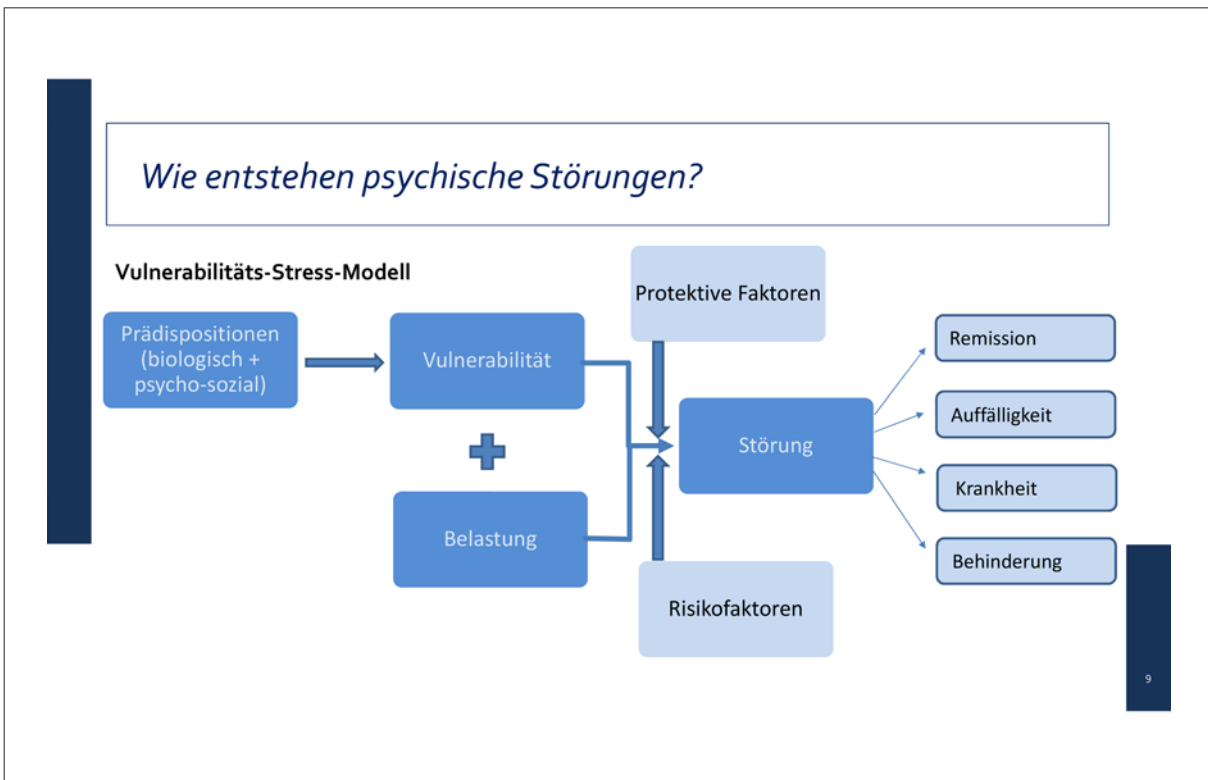 Wie entstehen psychische Störungen?
Vulnerabilitäts-Stress-Modell
Prädispositionen
(biologisch +
psycho-sozial)
Vulnerabilität
Belastung
Protektive Faktoren
Risikofaktoren
Störung
Remission
Auffälligkeit
Krankheit
Behinderung
9